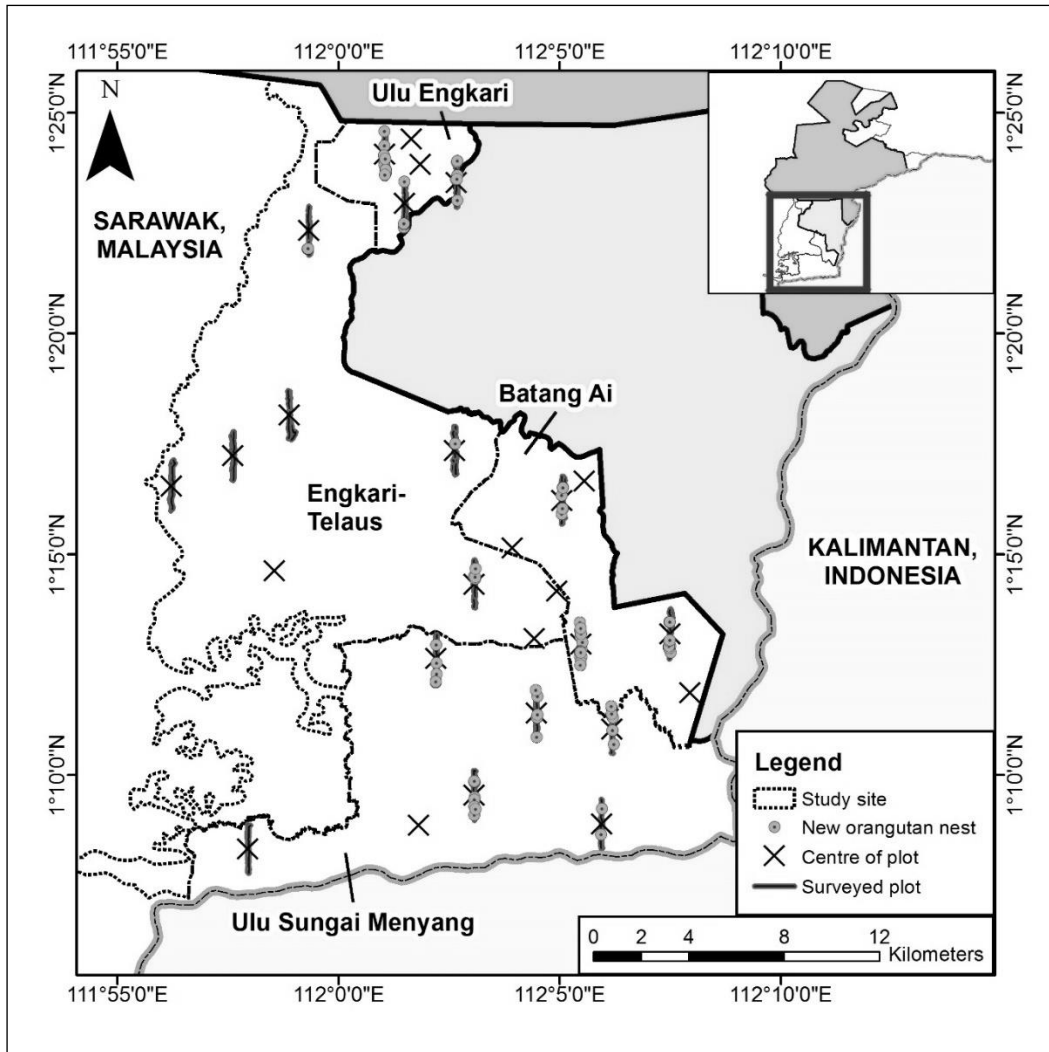 111°55'0"E 112°0'0"E 112°5'0"E 112°10'0"E
N
Ulu Engkari
1°25'0"N
1°25'0"N
SARAWAK,
MALAYSIA
1°20'0"N
1°20'0"N
Batang Ai
Engkari-
Telaus
KALIMANTAN,
INDONESIA
1°15'0"N
1°15'0"N
1°10'0"N
1°10'0"N
Legend
Study site
New orangutan nest
Centre of plot
Surveyed plot
Ulu Sungai Menyang
0 2 4 8 12
Kilometers
111°55'0"E 112°0'0"E 112°5'0"E 112°10'0"E